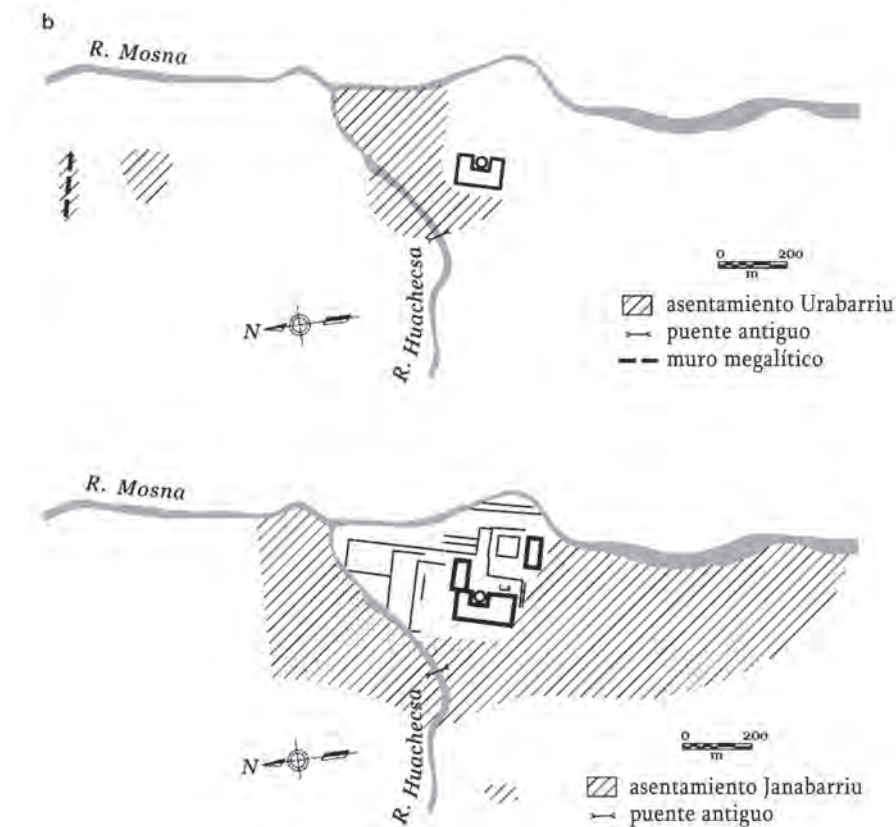 b
R. Mosna
R. Huachecsa
N
0 200
m
asentamiento Urabarriu
puente antiguo
muro megalítico
R. Mosna
R. Huachecsa
N
0 200
m
asentamiento Janabarriu
puente antiguo